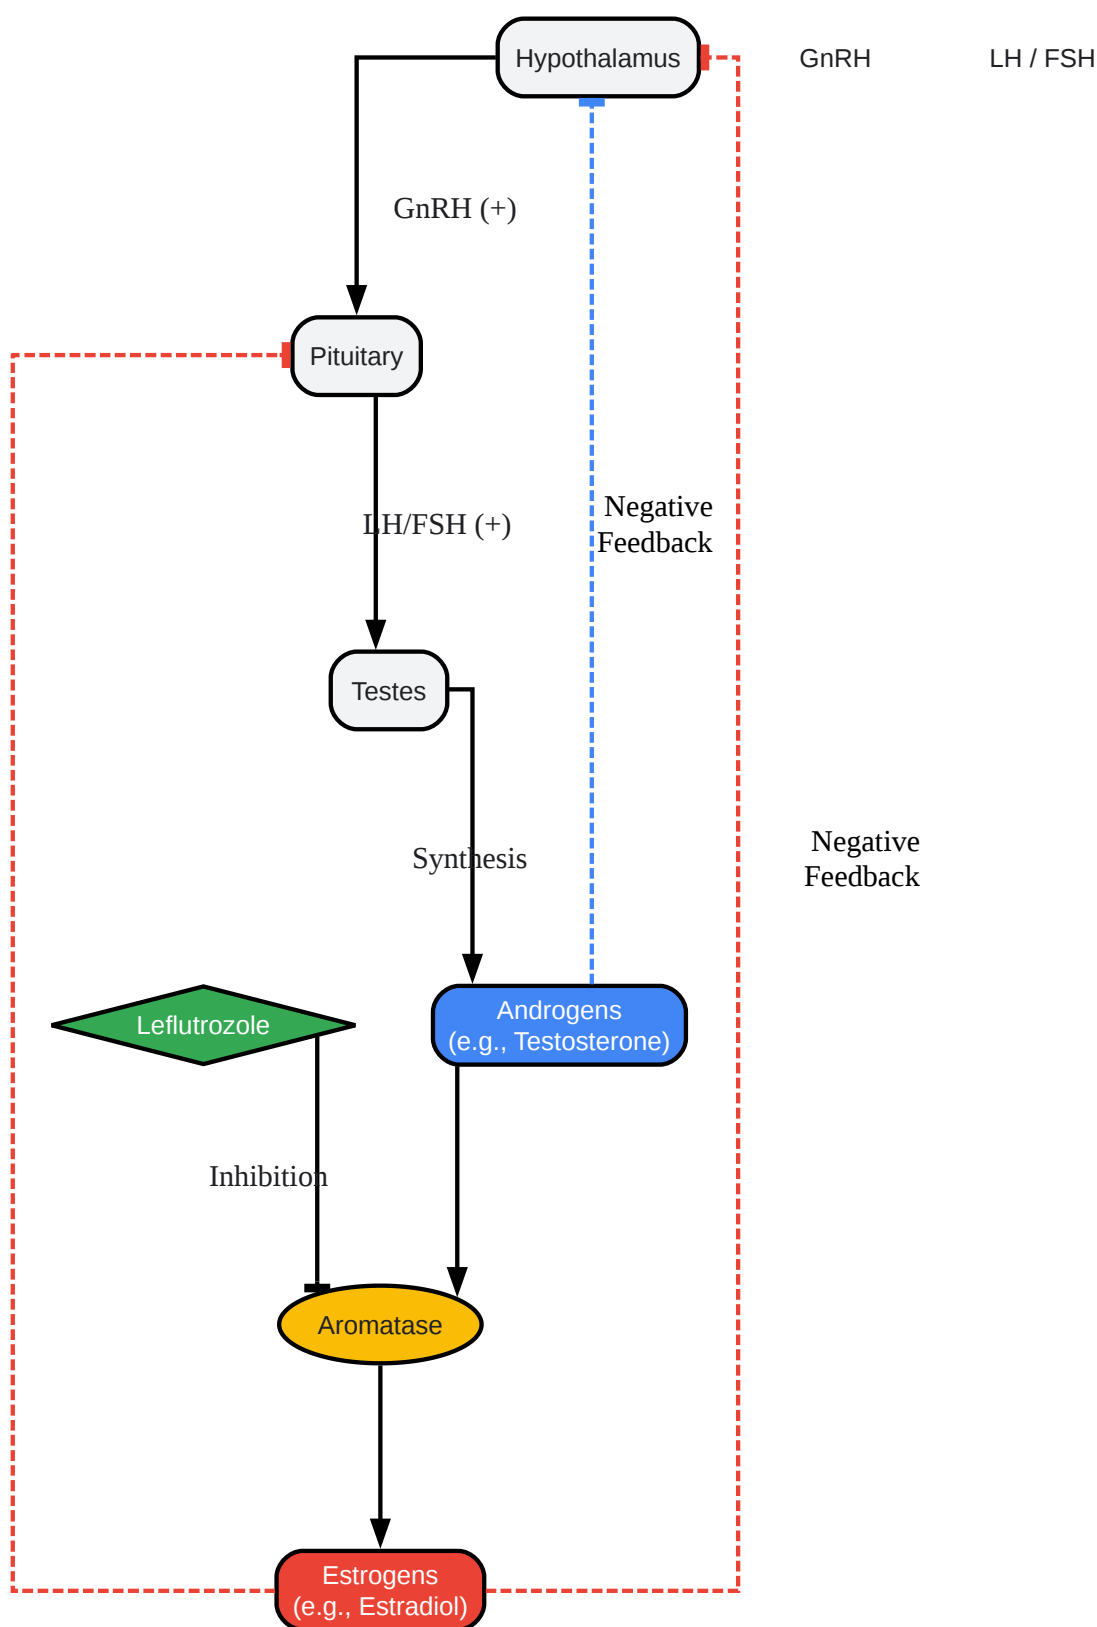 Hypothalamus
GnRH
LH / FSH
GnRH (+)
Pituitary
LH/FSH (+)
Negative
Feedback
Testes
Synthesis
Negative
Feedback
Leflutrozole
Androgens
(e.g., Testosterone)
Inhibition
Aromatase
Estrogens
(e.g., Estradiol)